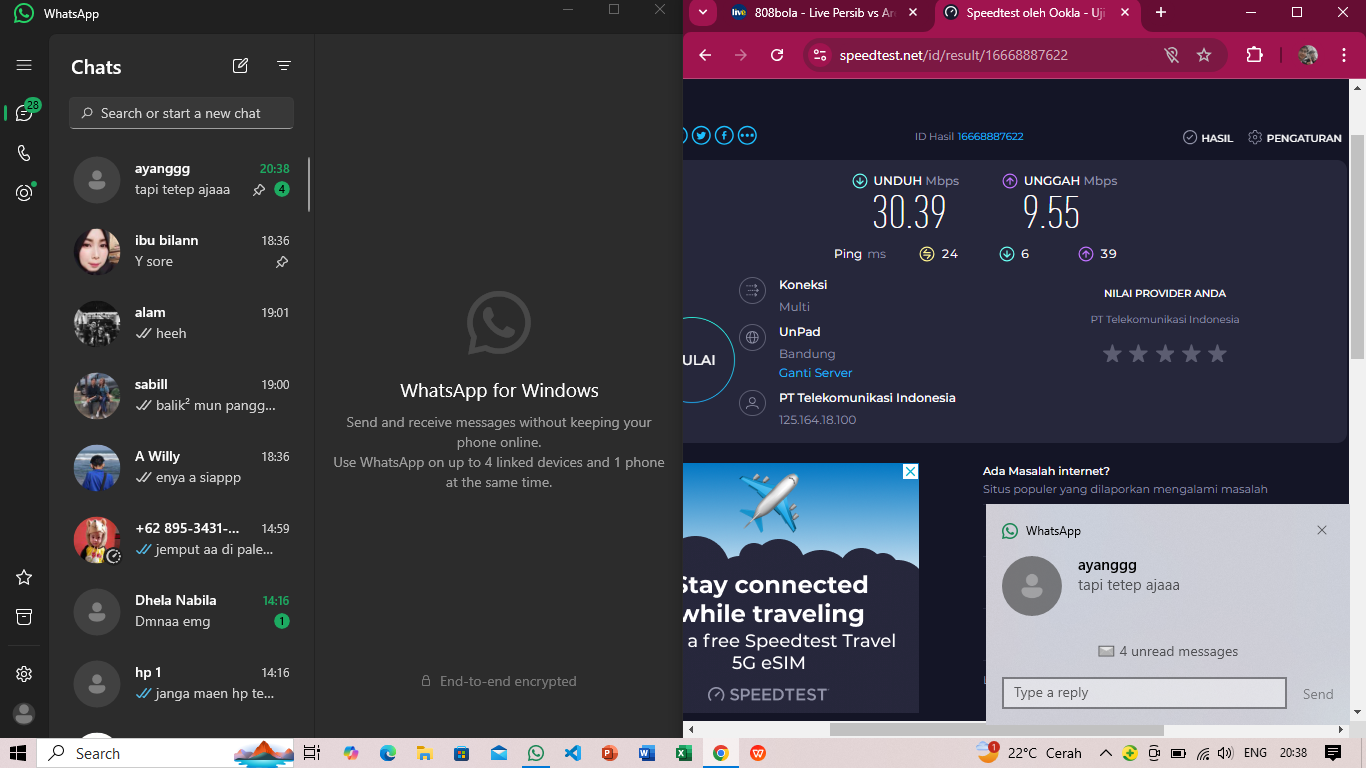 WhatsApp
Chats
28
Search or start a new chat
ayanggg 20:38
tapi tetep ajaaa 4
ibu bilann 18:36
Y sore
alam 19:01
heeh
sabill 19:00
balik² mun pangg...
A Willy 18:36
enya a siappp
+62 895-3431-... 14:59
jemput aa di pale...
Dhela Nabila 14:16
Dmnaa emg 1
hp 1 14:16
janga maen hp te...
WhatsApp for Windows
Send and receive messages without keeping your
phone online.
Use WhatsApp on up to 4 linked devices and 1 phone
at the same time.
End-to-end encrypted
live 808bola - Live Persib vs Ar
Speedtest oleh Ookla - Uji
speedtest.net/id/result/16668887622
ID Hasil 16668887622
HASIL PENGATURAN
UNDUH Mbps UNGGAH Mbps
30.39 9.55
Ping ms 24 6 39
Koneksi
Multi
UnPad
Bandung
Ganti Server
PT Telekomunikasi Indonesia
125.164.18.100
ULAI
NILAI PROVIDER ANDA
PT Telekomunikasi Indonesia
Stay connected
while traveling
a free Speedtest Travel
5G eSIM
SPEEDTEST
Ada Masalah internet?
Situs populer yang dilaporkan mengalami masalah
WhatsApp
ayanggg
tapi tetep ajaaa
4 unread messages
Type a reply Send
Search
1 22°C Cerah ENG 20:38